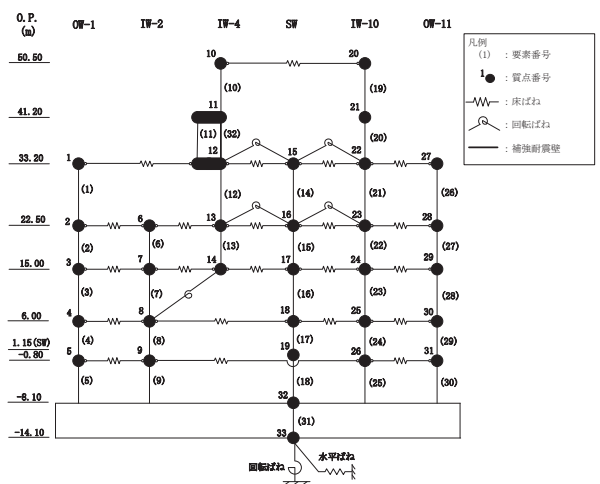 O.P. (m) OW-1 IW-2 IW-4 SW IW-10 OW-11
凡例
(1) ：要素番号
1 ：質点番号
：床ばね
：回転ばね
：補強耐震壁
50.50 10 20
(10) (19)
41.20 11 21
(11) (32) (20)
33.20 1 12 15 22 27
(1) (12) (14) (21) (26)
22.50 2 6 13 16 23 28
(2) (6) (13) (15) (22) (27)
15.00 3 7 14 17 24 29
(3) (7) (16) (23) (28)
6.00 4 8 18 25 30
(4) (8) (17) (24) (29)
1.15(SW) 19
-0.80 5 9 26 31
(5) (9) (18) (25) (30)
-8.10 32
(31)
-14.10 33
水平ばね
回転ばね